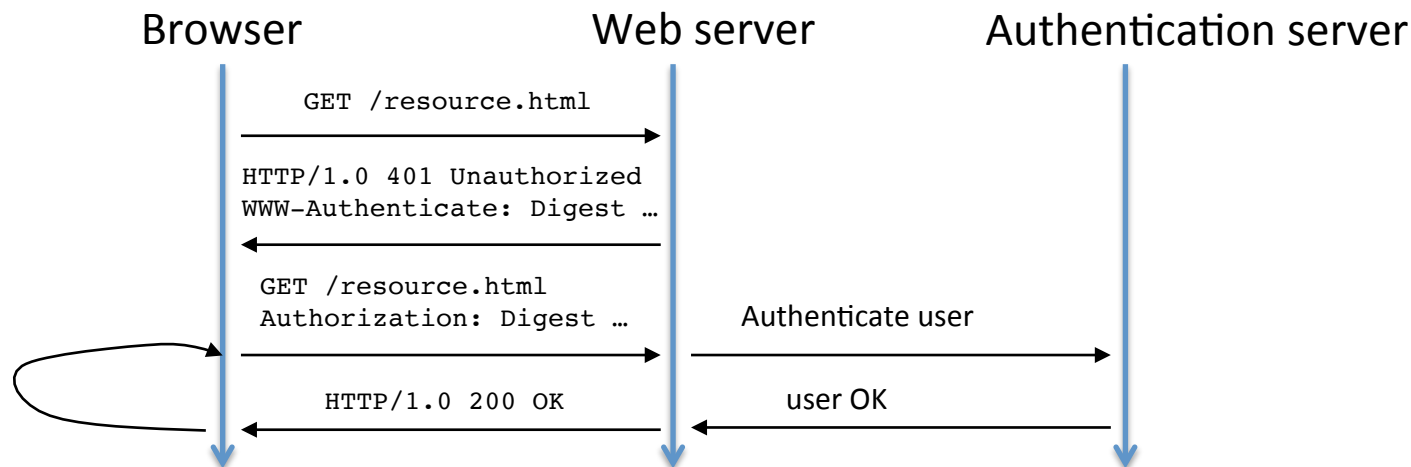 Browser
Web server
Authentication server
GET /resource.html
HTTP/1.0 401 Unauthorized
WWW-Authenticate: Digest …
GET /resource.html
Authorization: Digest …
Authenticate user
HTTP/1.0 200 OK
user OK